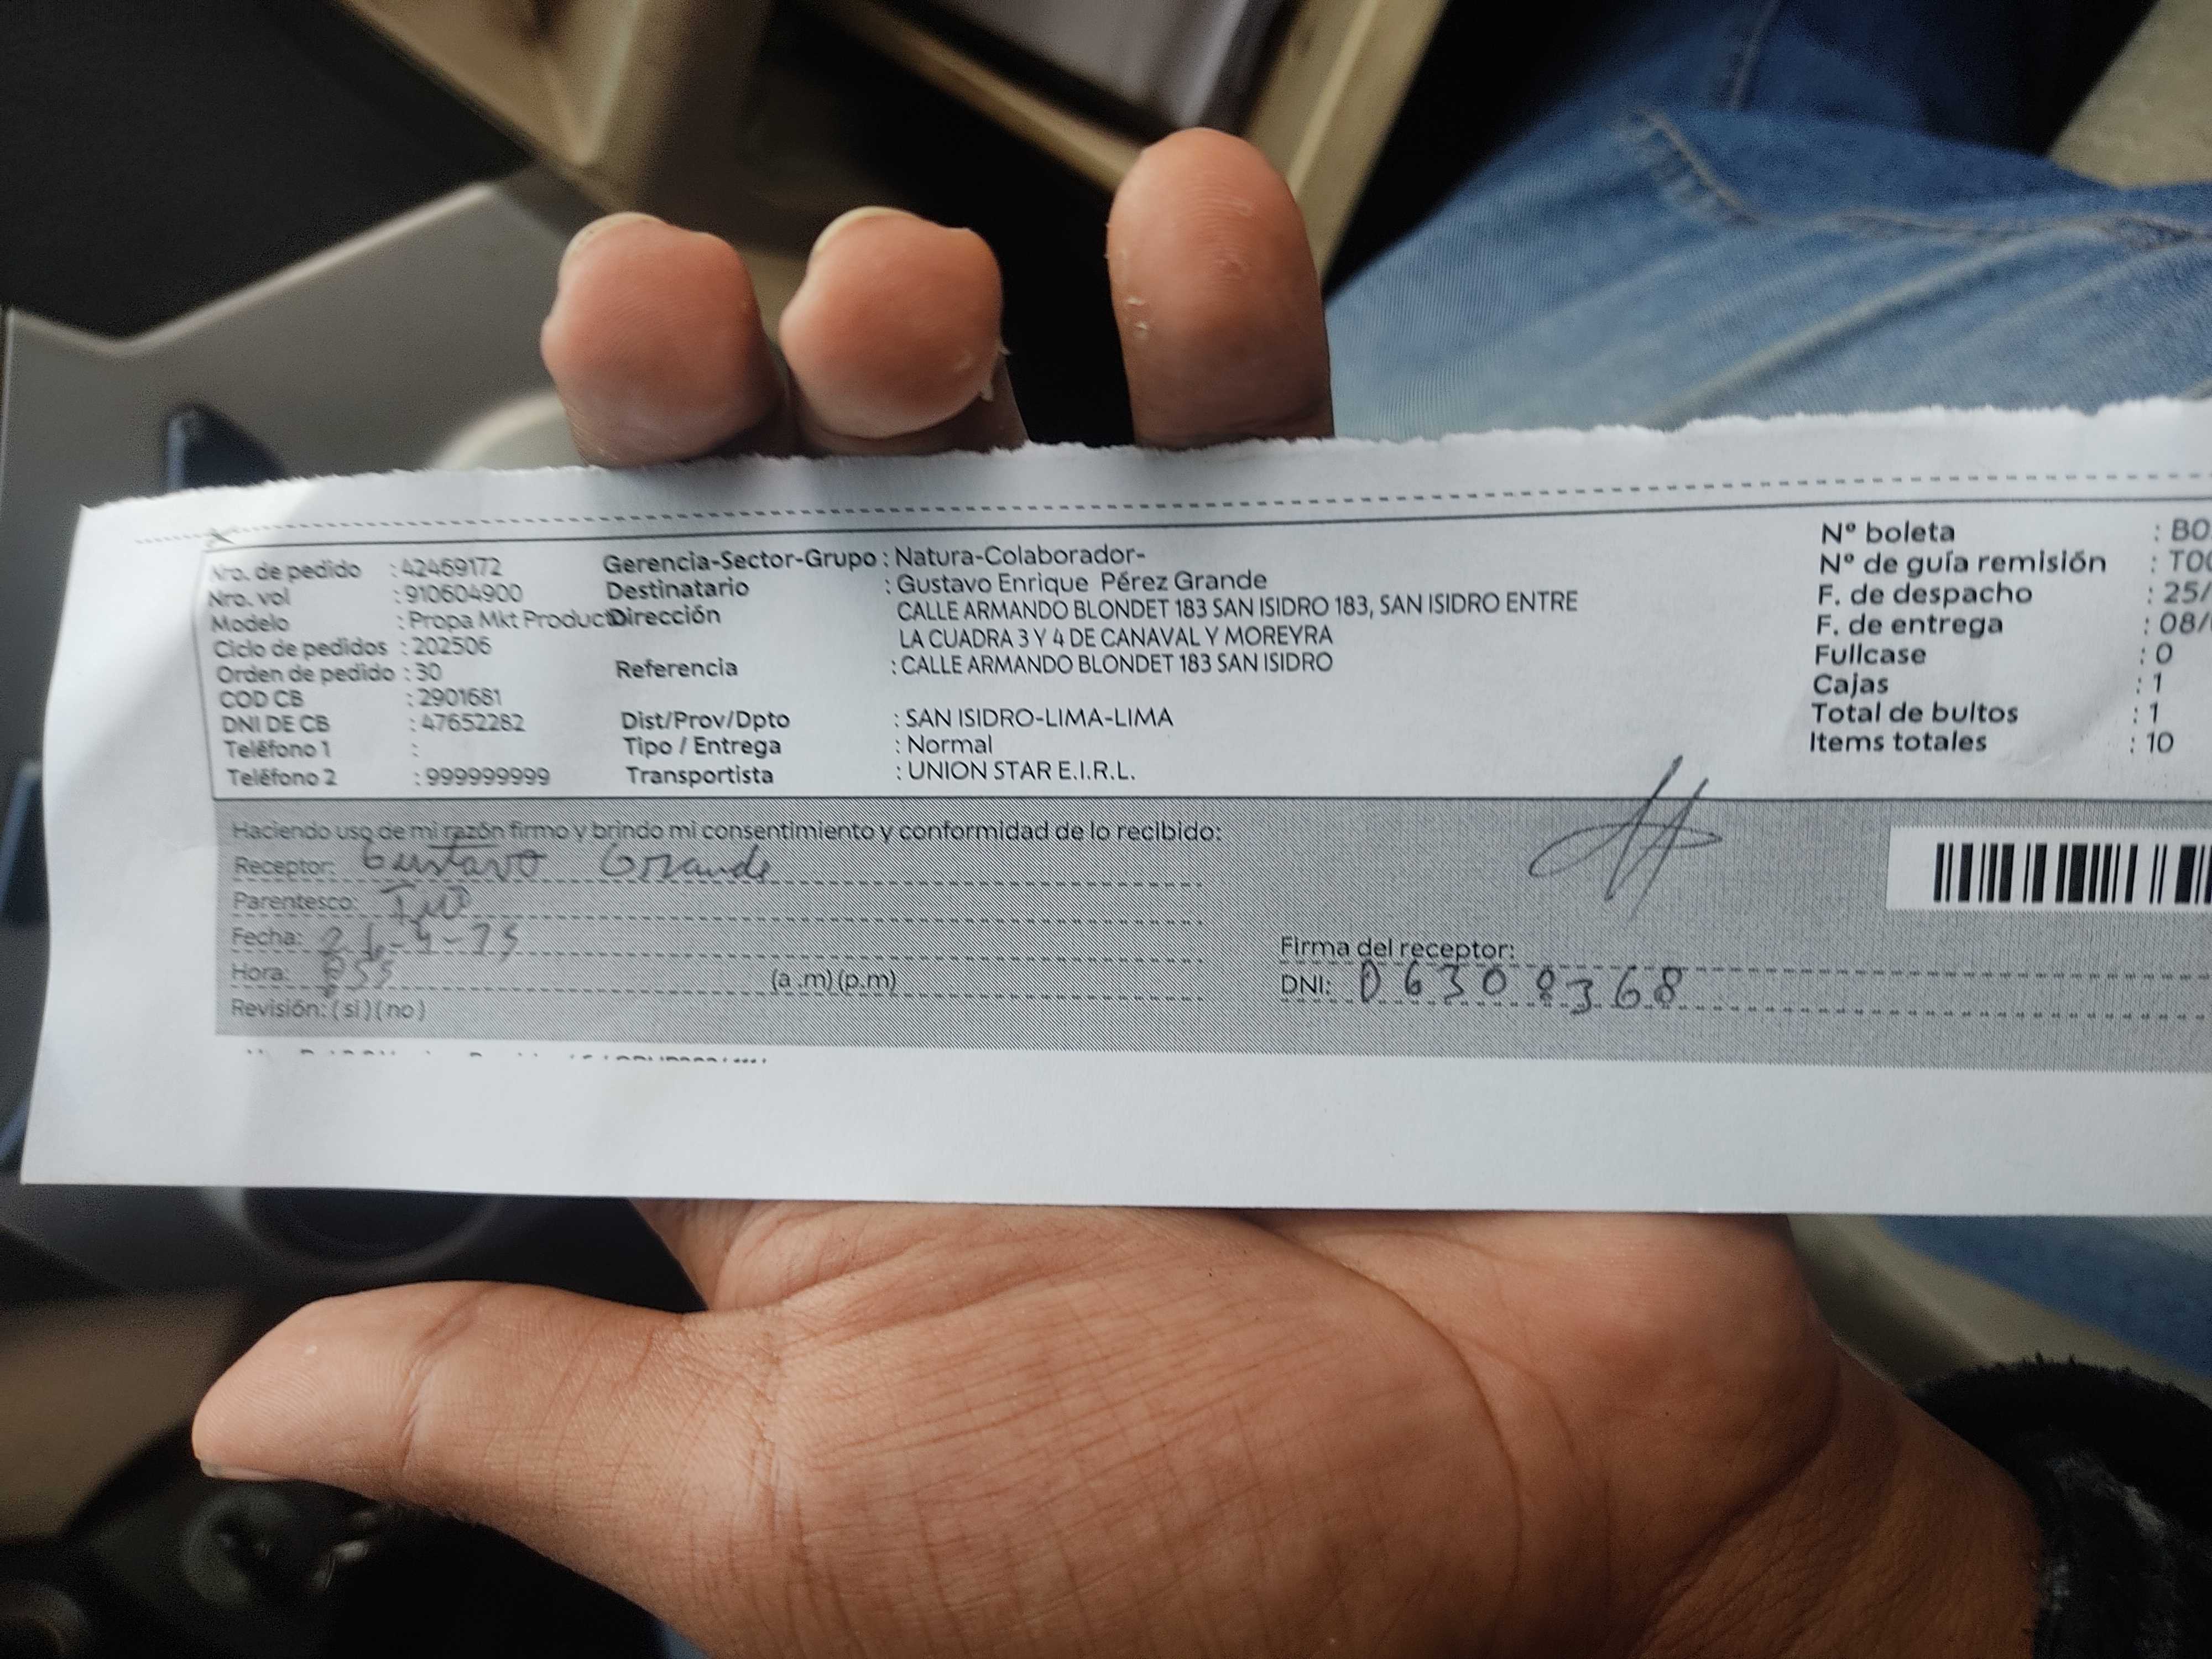 Nro. de pedido : 42469172
Nro. vol : 910604900
Modelo : Propa Mkt Product
Ciclo de pedidos : 202506
Orden de pedido : 30
COD CB : 2901681
DNI DE CB : 47652282
Teléfono 1 :
Teléfono 2 : 999999999
Gerencia-Sector-Grupo : Natura-Colaborador-
Destinatario : Gustavo Enrique Pérez Grande
Dirección CALLE ARMANDO BLONDET 183 SAN ISIDRO 183, SAN ISIDRO ENTRE
LA CUADRA 3 Y 4 DE CANAVAL Y MOREYRA
Referencia : CALLE ARMANDO BLONDET 183 SAN ISIDRO
Dist/Prov/Dpto : SAN ISIDRO-LIMA-LIMA
Tipo / Entrega : Normal
Transportista : UNION STAR E.I.R.L.
Nº boleta : B0
Nº de guía remisión : T00
F. de despacho : 25/
F. de entrega : 08/
Fullcase : 0
Cajas : 1
Total de bultos : 1
Items totales : 10
Haciendo uso de mi razón firmo y brindo mi consentimiento y conformidad de lo recibido:
Receptor: Gustavo Grande
Parentesco:
Fecha: 26-4-25
Hora: (a.m)(p.m)
Revisión: (si)(no)
Firma del receptor:
DNI: 06308368